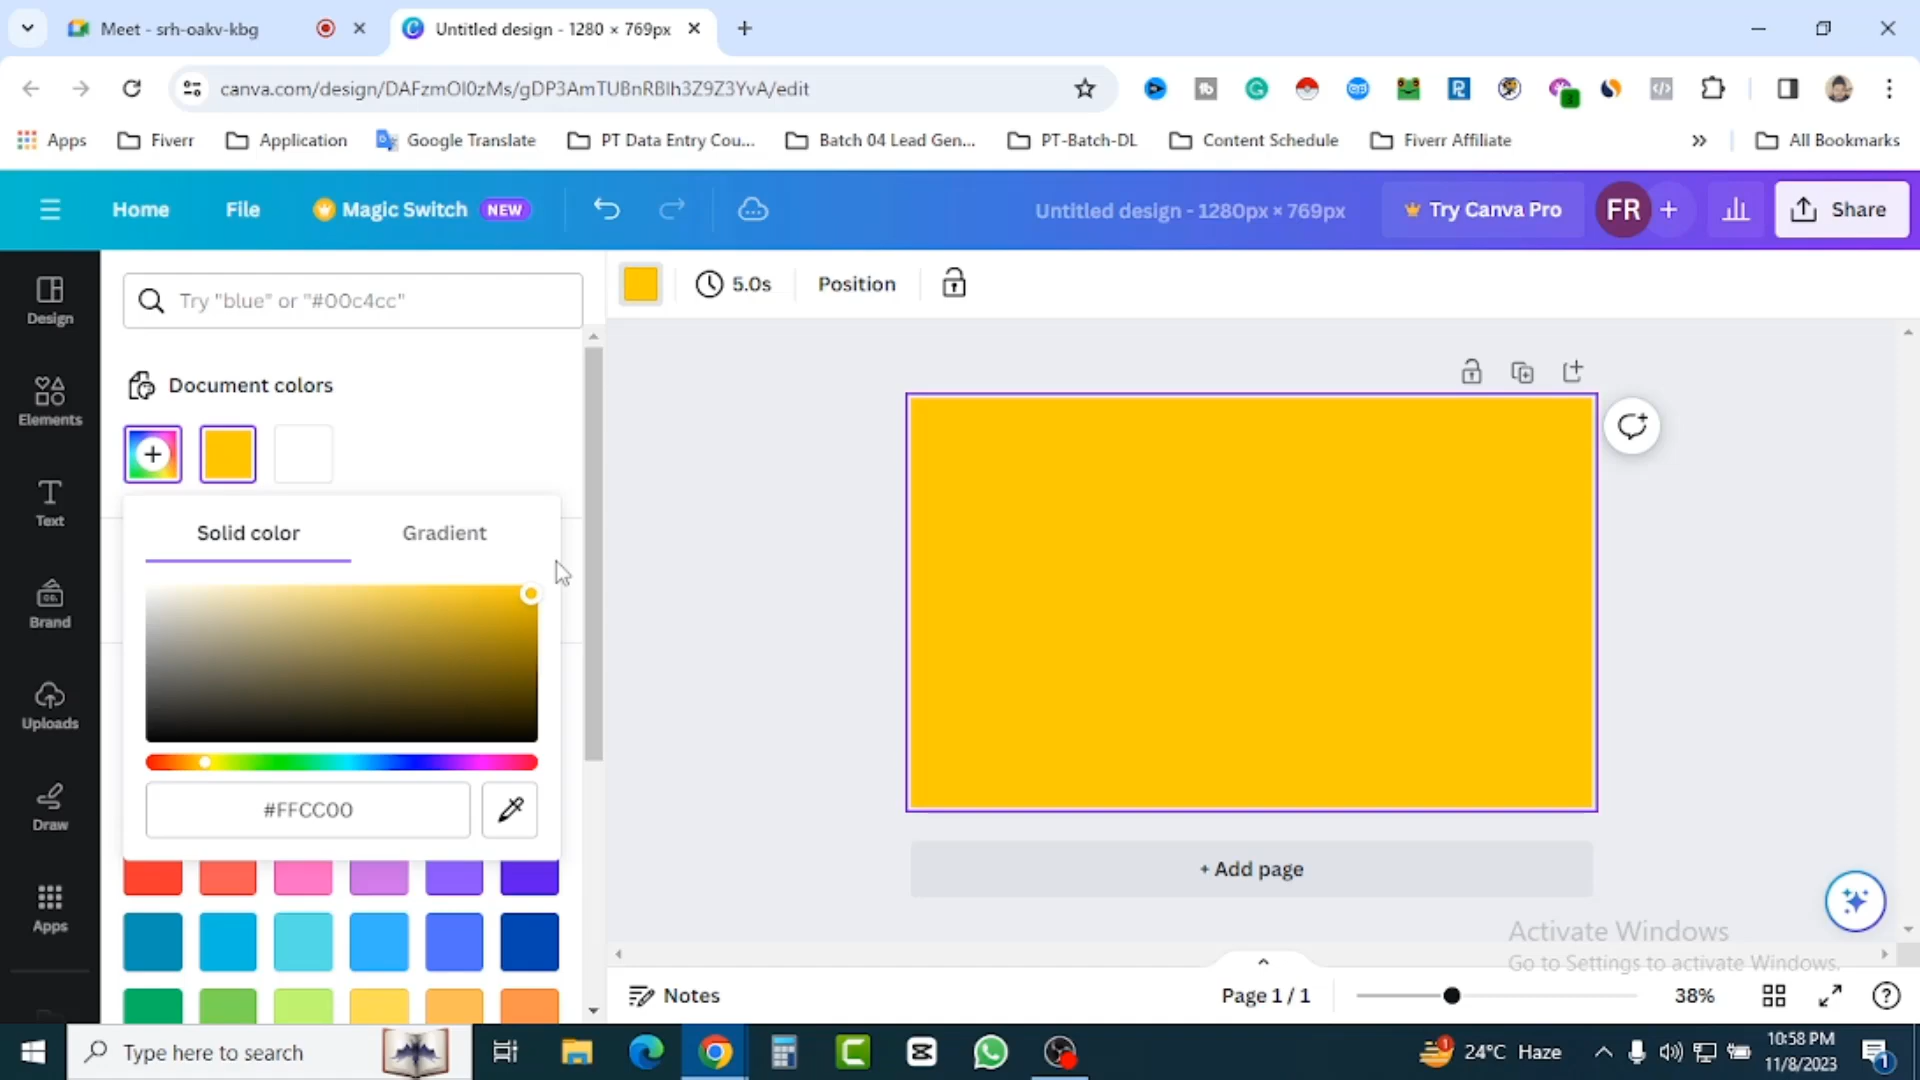 Meet - srh-oakv-kbg
Untitled design - 1280 × 769px
canva.com/design/DAFzmOl0zMs/gDP3AmTUBnRBIh3Z9Z3YvA/edit
Apps
Fiverr
Application
Google Translate
PT Data Entry Cou...
Batch 04 Lead Gen...
PT-Batch-DL
Content Schedule
Fiverr Affiliate
»
All Bookmarks
Home
File
Magic Switch
NEW
Untitled design - 1280px × 769px
Try Canva Pro
FR
Share
Design
Elements
Text
Brand
Uploads
Draw
Apps
Try "blue" or "#00c4cc"
5.0s
Position
Document colors
Solid color
Gradient
#FFCC00
+ Add page
Activate Windows
Go to Settings to activate Windows.
Notes
Page 1 / 1
38%
Type here to search
24°C Haze
10:58 PM
11/8/2023